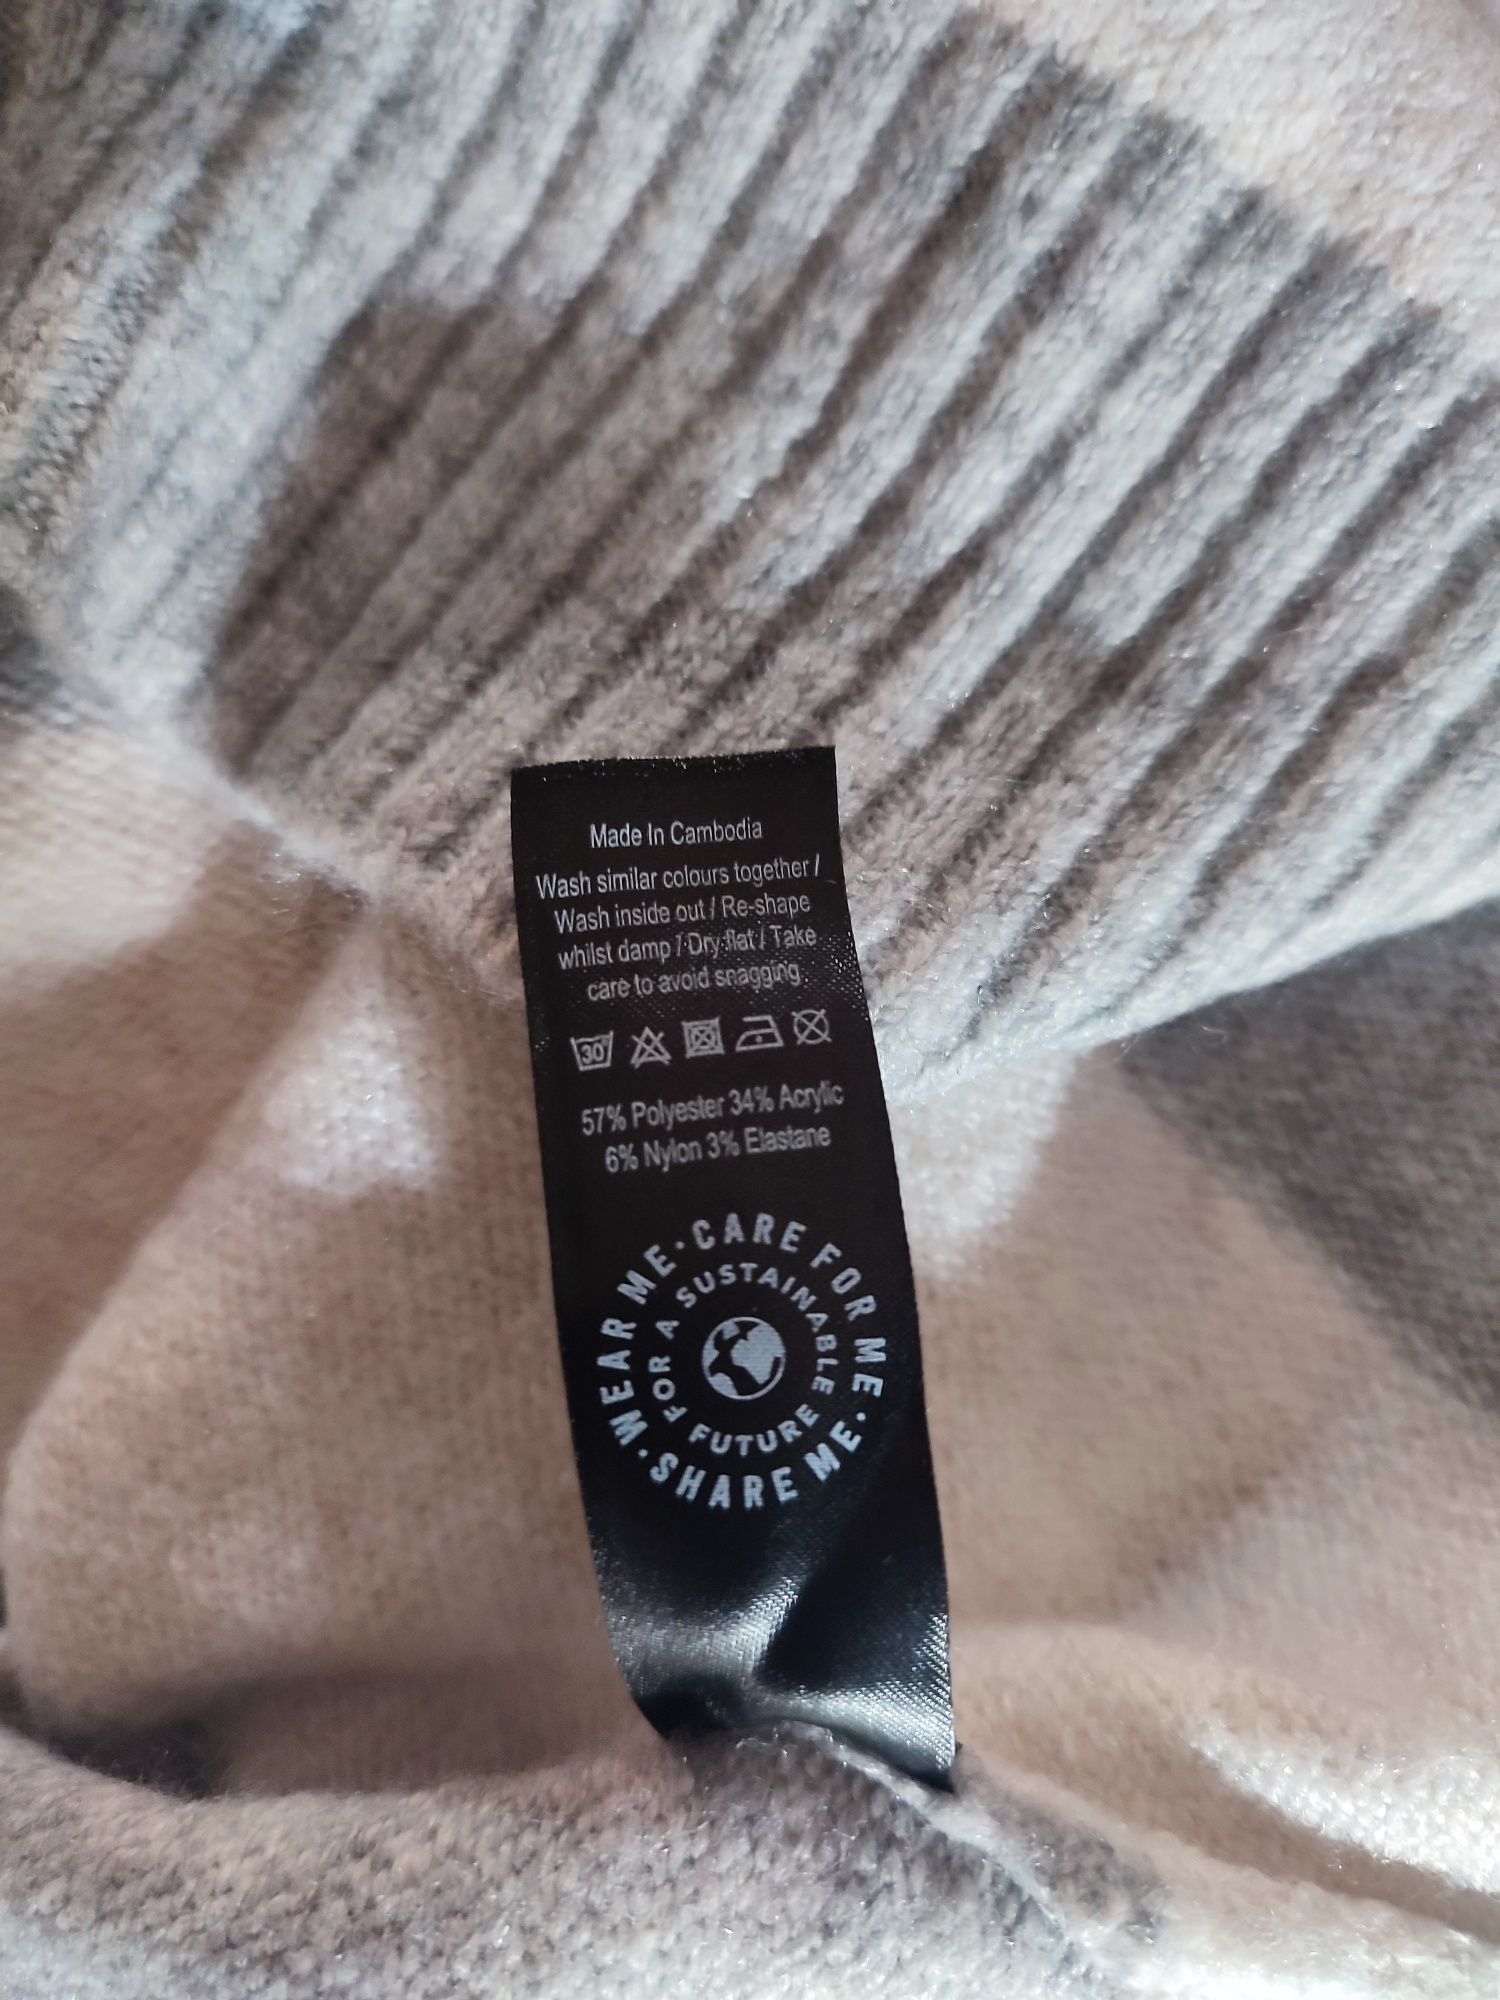 Made In Cambodia
Wash similar colours together /
Wash inside out / Re-shape
whilst damp / Dry flat / Take
care to avoid snagging
30
57% Polyester 34% Acrylic
6% Nylon 3% Elastane
WEAR ME · CARE FOR ME · SHARE ME ·
FOR A SUSTAINABLE FUTURE